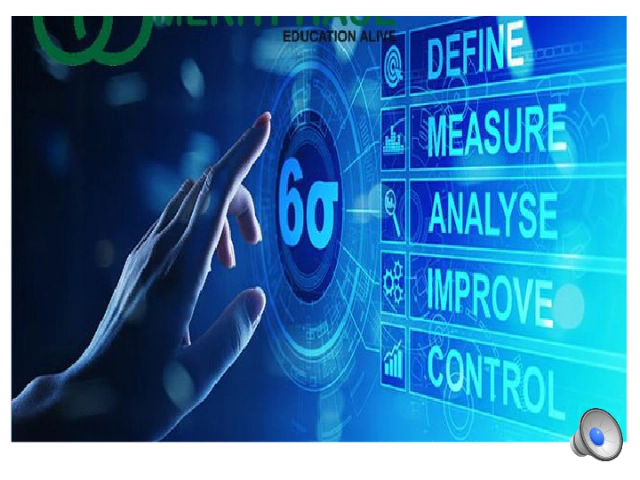 EDUCATION ALIVE
DEFINE
MEASURE
6σ
ANALYSE
IMPROVE
CONTROL